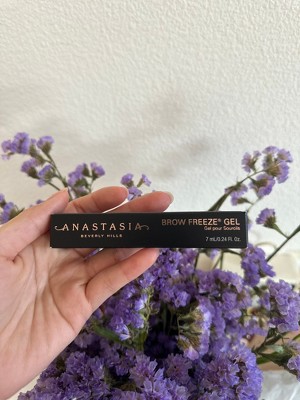 ANASTASIA
BEVERLY HILLS
BROW FREEZE® GEL
Gel pour Sourcils
7 mL/0.24 FL. OZ.